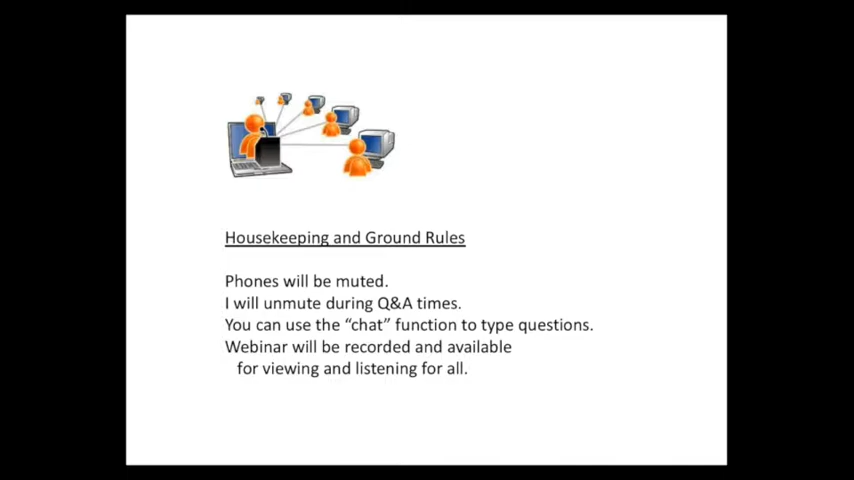 Housekeeping and Ground Rules
Phones will be muted.
I will unmute during Q&A times.
You can use the “chat” function to type questions.
Webinar will be recorded and available
for viewing and listening for all.